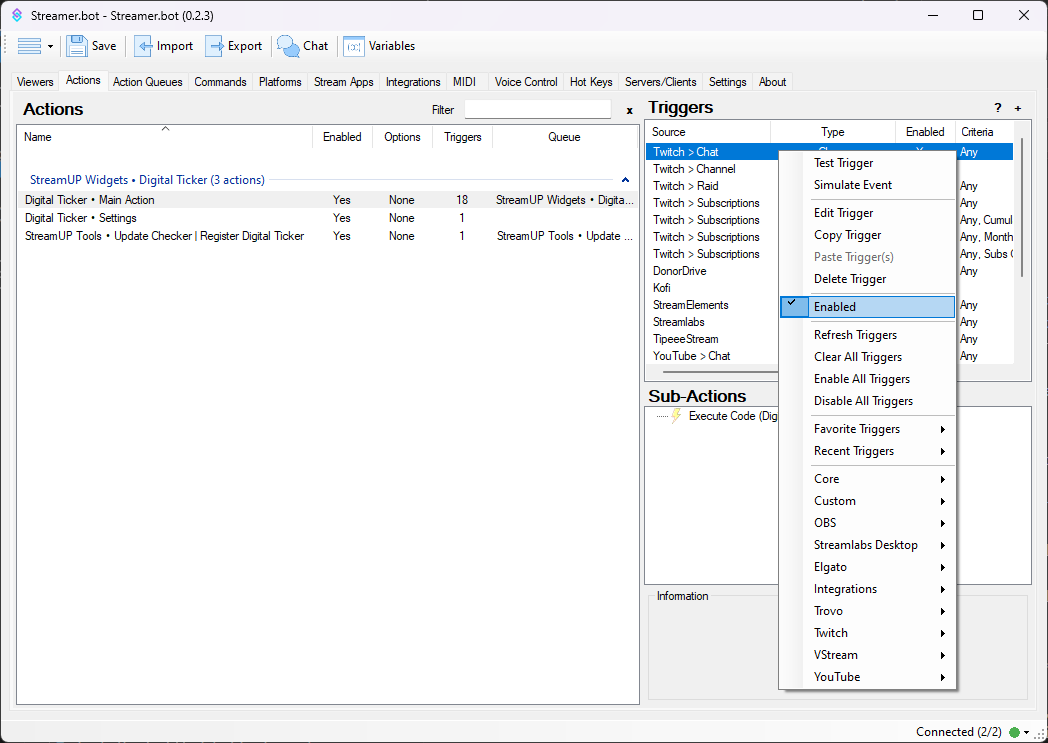 Streamer.bot - Streamer.bot (0.2.3)
Save Import Export Chat Variables
Viewers Actions Action Queues Commands Platforms Stream Apps Integrations MIDI Voice Control Hot Keys Servers/Clients Settings About
Actions
Filter
x
Name Enabled Options Triggers Queue
StreamUP Widgets • Digital Ticker (3 actions)
Digital Ticker • Main Action Yes None 18 StreamUP Widgets • Digita...
Digital Ticker • Settings Yes None 1
StreamUP Tools • Update Checker | Register Digital Ticker Yes None 1 StreamUP Tools • Update ...
Triggers
? +
Source Type Enabled Criteria
Twitch > Chat Any
Twitch > Channel
Twitch > Raid Any
Twitch > Subscriptions Any
Twitch > Subscriptions Any, Cumul
Twitch > Subscriptions Any, Month
Twitch > Subscriptions Any, Subs
DonorDrive Any
Kofi
StreamElements Any
Streamlabs Any
TipeeeStream Any
YouTube > Chat Any
Sub-Actions
Execute Code (Dig
Information
Test Trigger
Simulate Event
Edit Trigger
Copy Trigger
Paste Trigger(s)
Delete Trigger
Enabled
Refresh Triggers
Clear All Triggers
Enable All Triggers
Disable All Triggers
Favorite Triggers
Recent Triggers
Core
Custom
OBS
Streamlabs Desktop
Elgato
Integrations
Trovo
Twitch
VStream
YouTube
Connected (2/2)